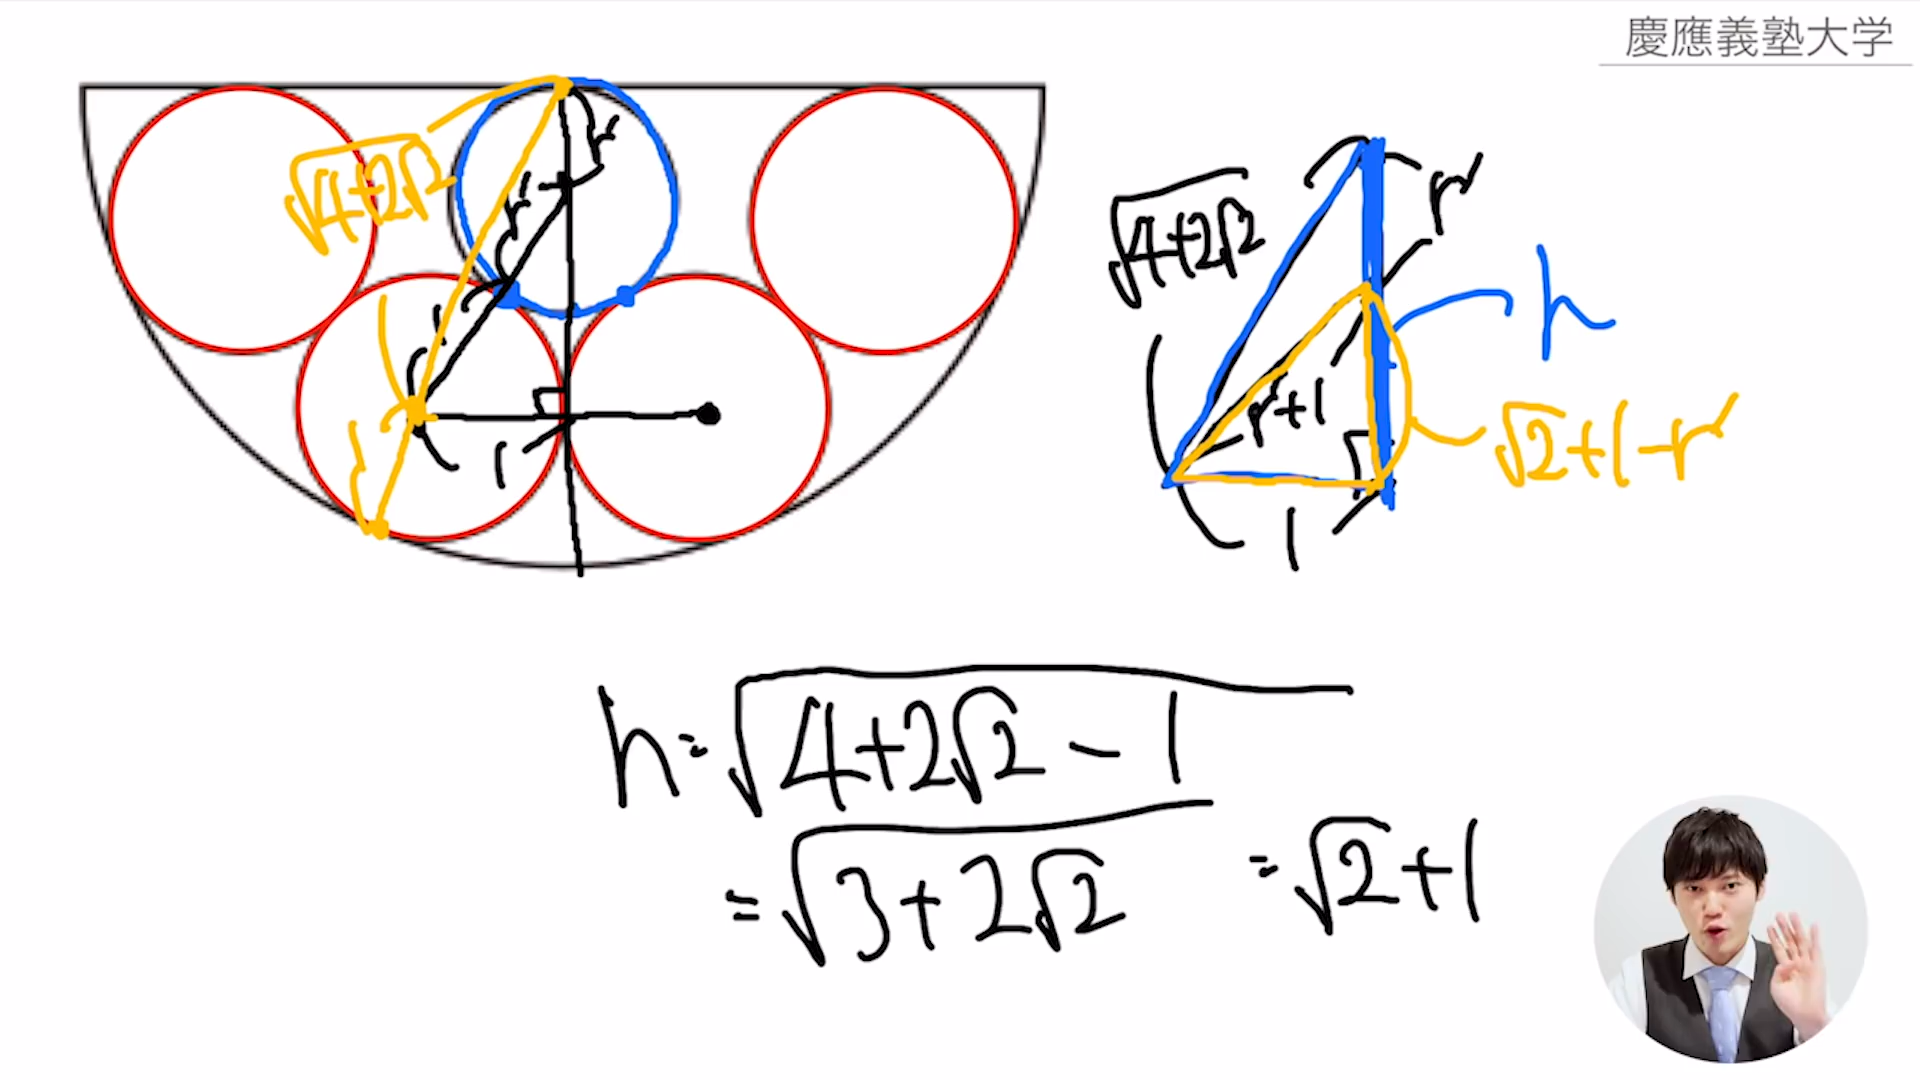 慶應義塾大学
r'
√4+2√2
r'
1
1
1
√4+2√2
r'
h
r'+1
√2+1-r'
1
h=√4+2√2-1
=√3+2√2 =√2+1